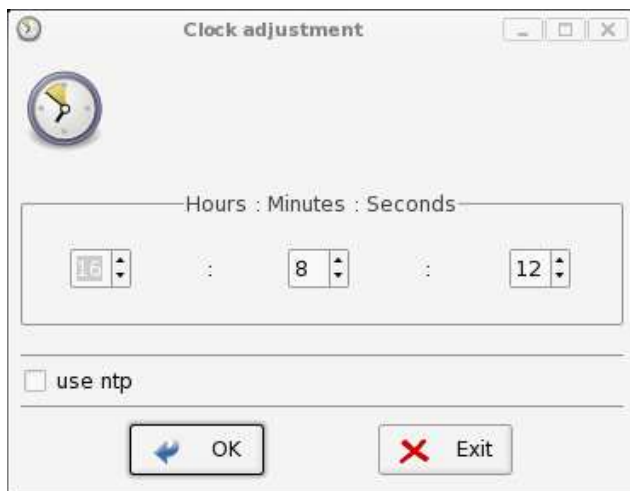 Clock adjustment
Hours : Minutes : Seconds
16 : 8 : 12
use ntp
OK Exit